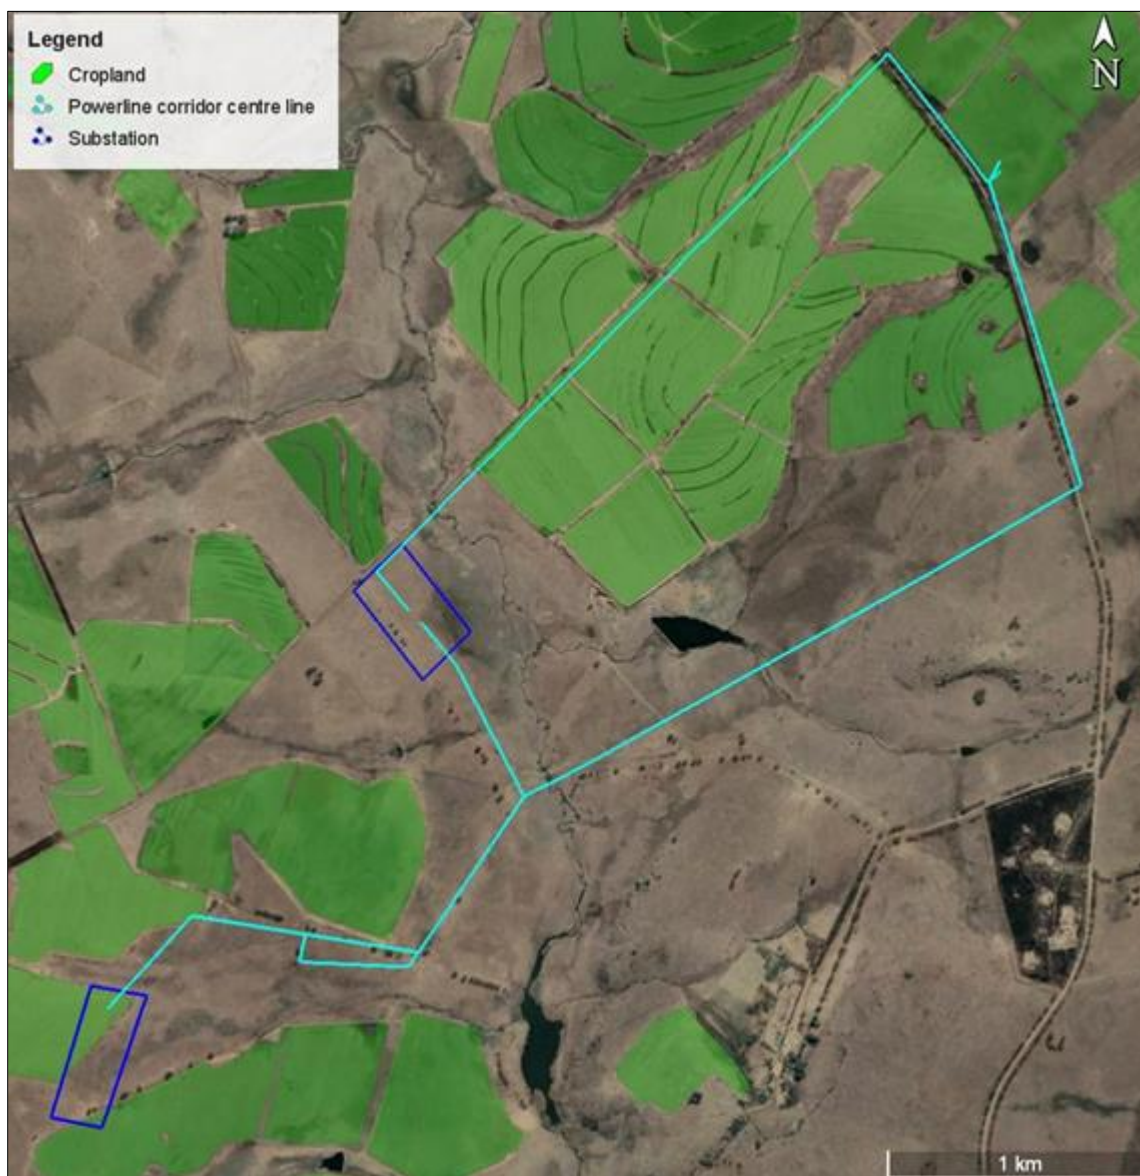 Legend
Cropland
Powerline corridor centre line
Substation
N
1 km